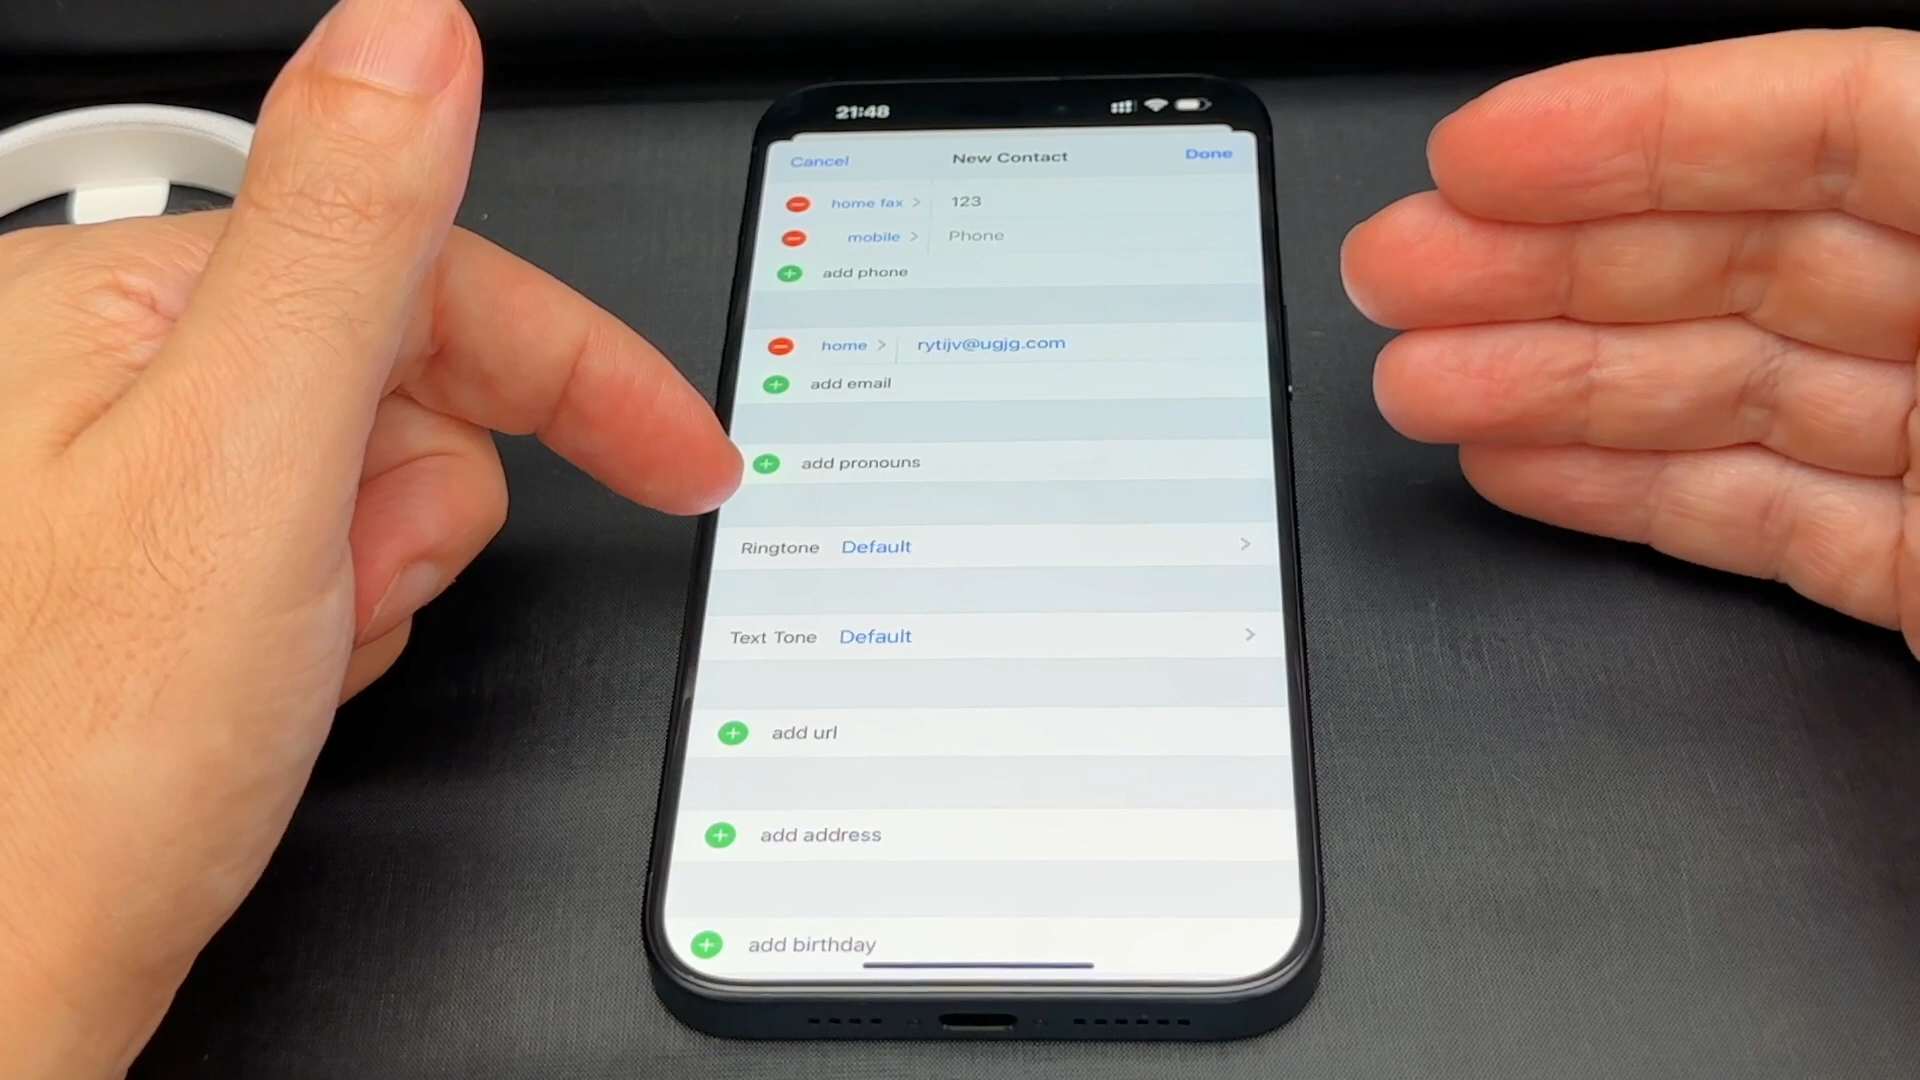 21:48
Cancel New Contact Done
home fax 123
mobile Phone
add phone
home rytijv@ugjg.com
add email
add pronouns
Ringtone Default
Text Tone Default
add url
add address
add birthday